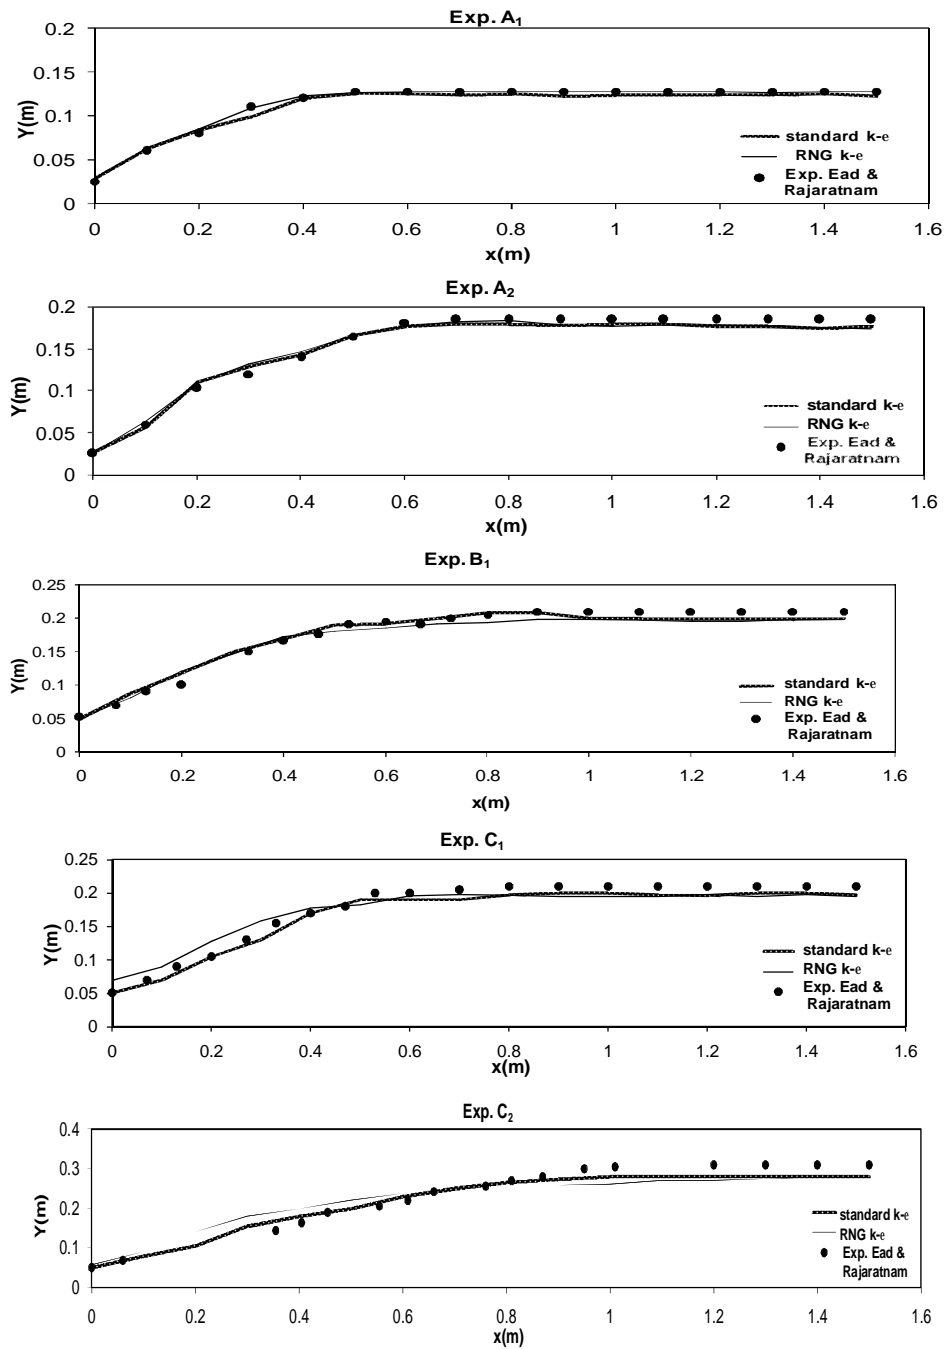 Exp. A1
0.2
0.15
0.1
0.05
0
Y(m)
standard k-e
RNG k-e
Exp. Ead &
Rajaratnam
0 0.2 0.4 0.6 0.8 1 1.2 1.4 1.6
x(m)
Exp. A2
0.2
0.15
0.1
0.05
0
Y(m)
standard k-e
RNG k-e
Exp. Ead &
Rajaratnam
0 0.2 0.4 0.6 0.8 1 1.2 1.4 1.6
x(m)
Exp. B1
0.25
0.2
0.15
0.1
0.05
0
Y(m)
standard k-e
RNG k-e
Exp. Ead &
Rajaratnam
0 0.2 0.4 0.6 0.8 1 1.2 1.4 1.6
x(m)
Exp. C1
0.25
0.2
0.15
0.1
0.05
0
Y(m)
standard k-e
RNG k-e
Exp. Ead &
Rajaratnam
0 0.2 0.4 0.6 0.8 1 1.2 1.4 1.6
x(m)
Exp. C2
0.4
0.3
0.2
0.1
0
Y(m)
standard k-e
RNG k-e
Exp. Ead &
Rajaratnam
0 0.2 0.4 0.6 0.8 1 1.2 1.4 1.6
x(m)